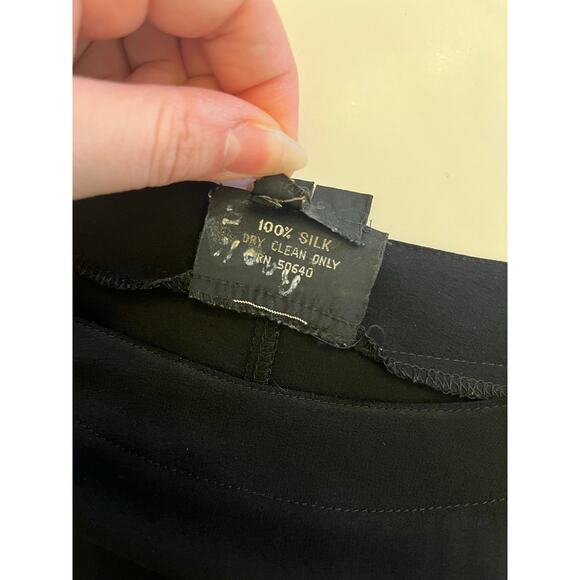 100% SILK
DRY CLEAN ONLY
RN 50640